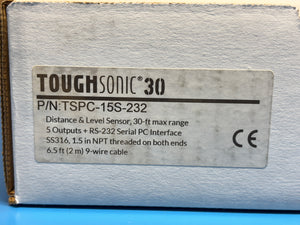 TOUGHSONIC® 30
P/N:TSPC-15S-232
Distance & Level Sensor, 30-ft max range
5 Outputs + RS-232 Serial PC Interface
SS316, 1.5 in NPT threaded on both ends
6.5 ft (2 m) 9-wire cable
CE